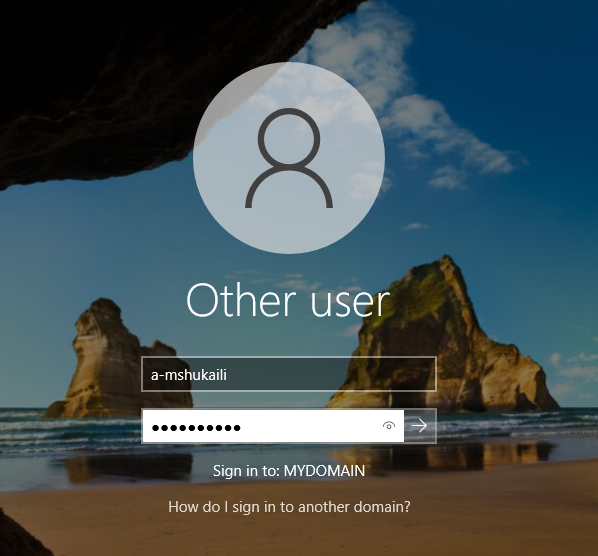 Other user
a-mshukaili
●●●●●●●●●●
Sign in to: MYDOMAIN
How do I sign in to another domain?